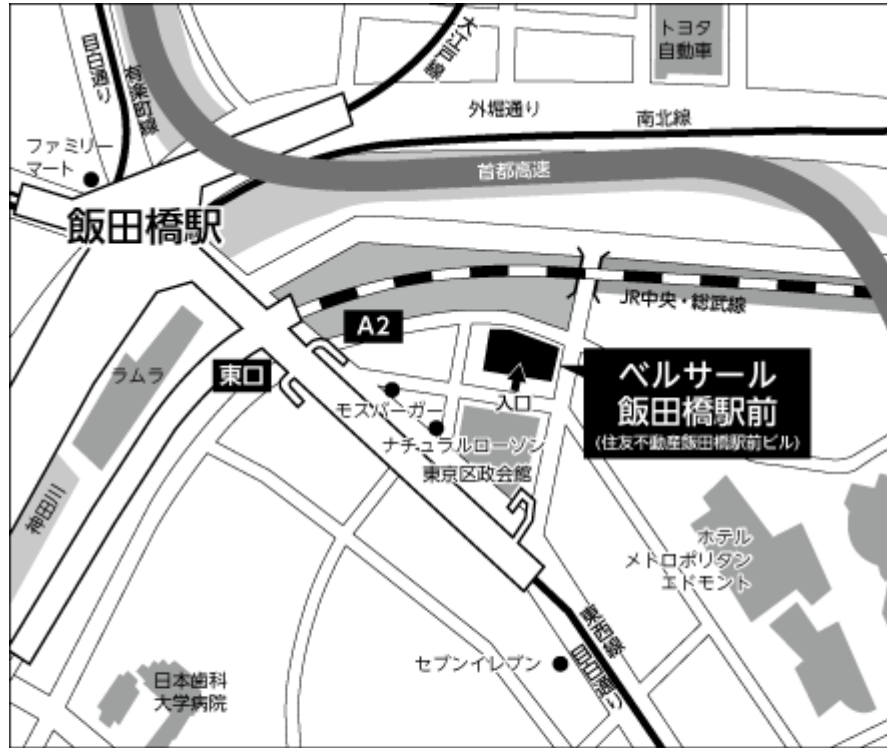 トヨタ
自動車
大江戸線
目白通り
有楽町線
外堀通り
南北線
ファミリー
マート
首都高速
飯田橋駅
JR中央・総武線
A2
ラムラ
東口
ベルサール
飯田橋駅前
(住友不動産飯田橋駅前ビル)
入口
モスバーガー
ナチュラルローソン
東京区政会館
神田川
ホテル
メトロポリタン
エドモント
東西線
目白通り
セブンイレブン
日本歯科
大学病院